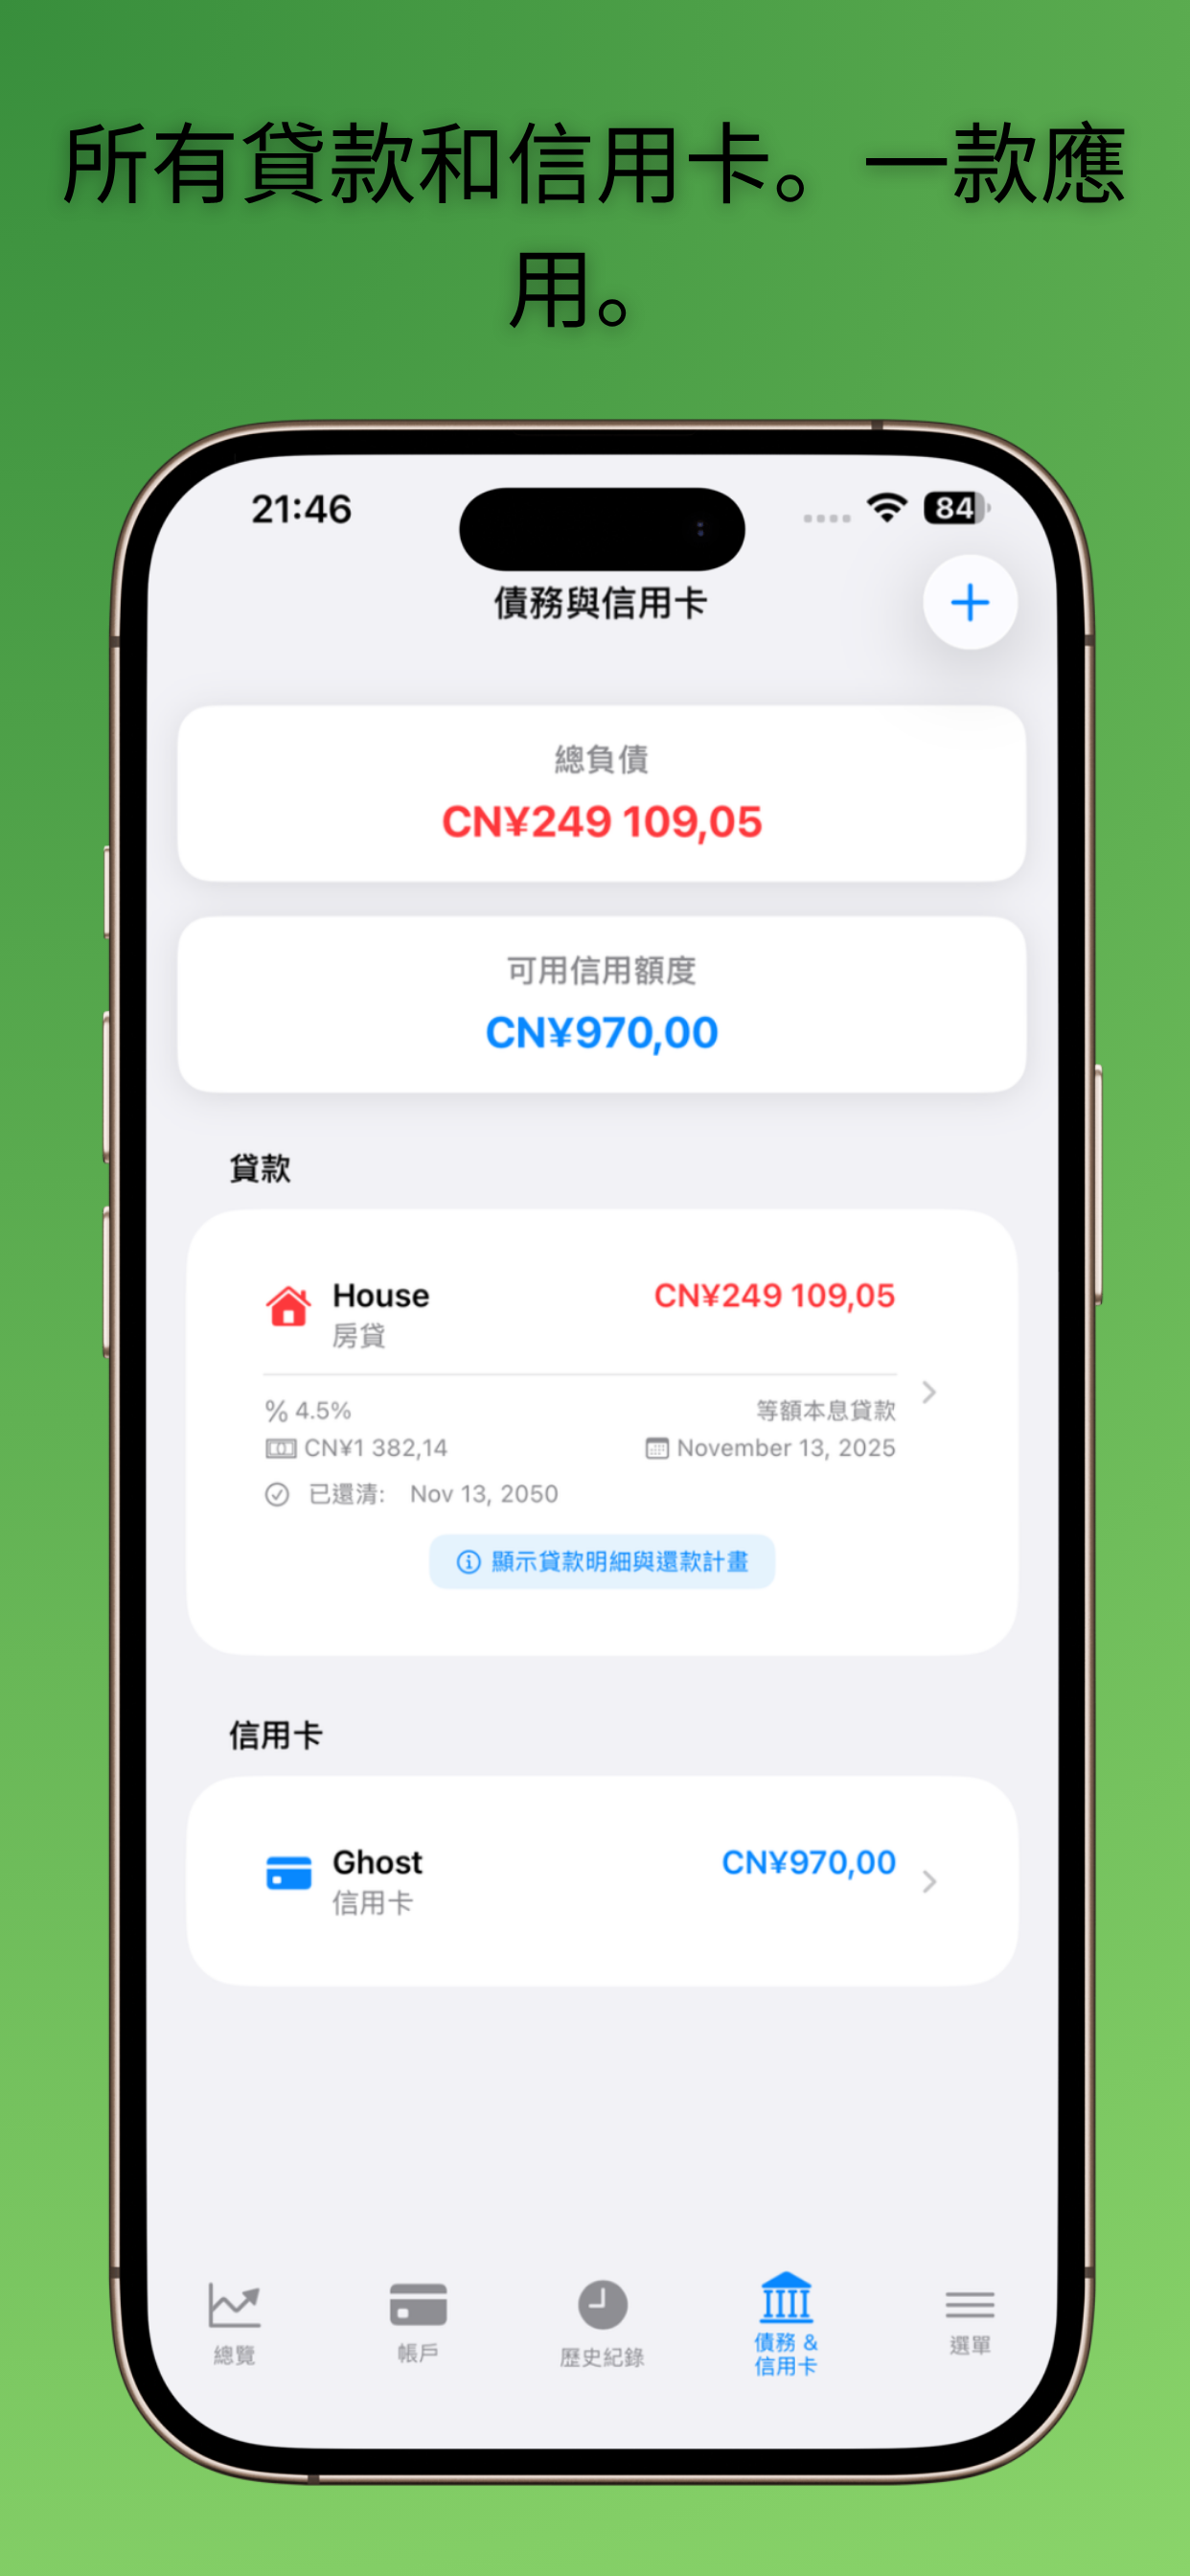 所有貸款和信用卡。一款應
用。
21:46
84
債務與信用卡
總負債
CN¥249 109,05
可用信用額度
CN¥970,00
貸款
House
CN¥249 109,05
房貸
% 4.5%
等額本息貸款
CN¥1 382,14
November 13, 2025
已還清: Nov 13, 2050
顯示貸款明細與還款計畫
信用卡
Ghost
CN¥970,00
信用卡
總覽
帳戶
歷史紀錄
債務 &
信用卡
選單